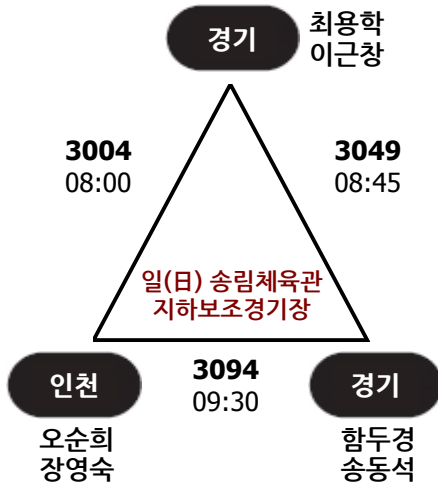 경기
최용학
이근창
3004
08:00
3049
08:45
일(日) 송림체육관
지하보조경기장
인천
3094
09:30
경기
오순희
장영숙
함두경
송동석